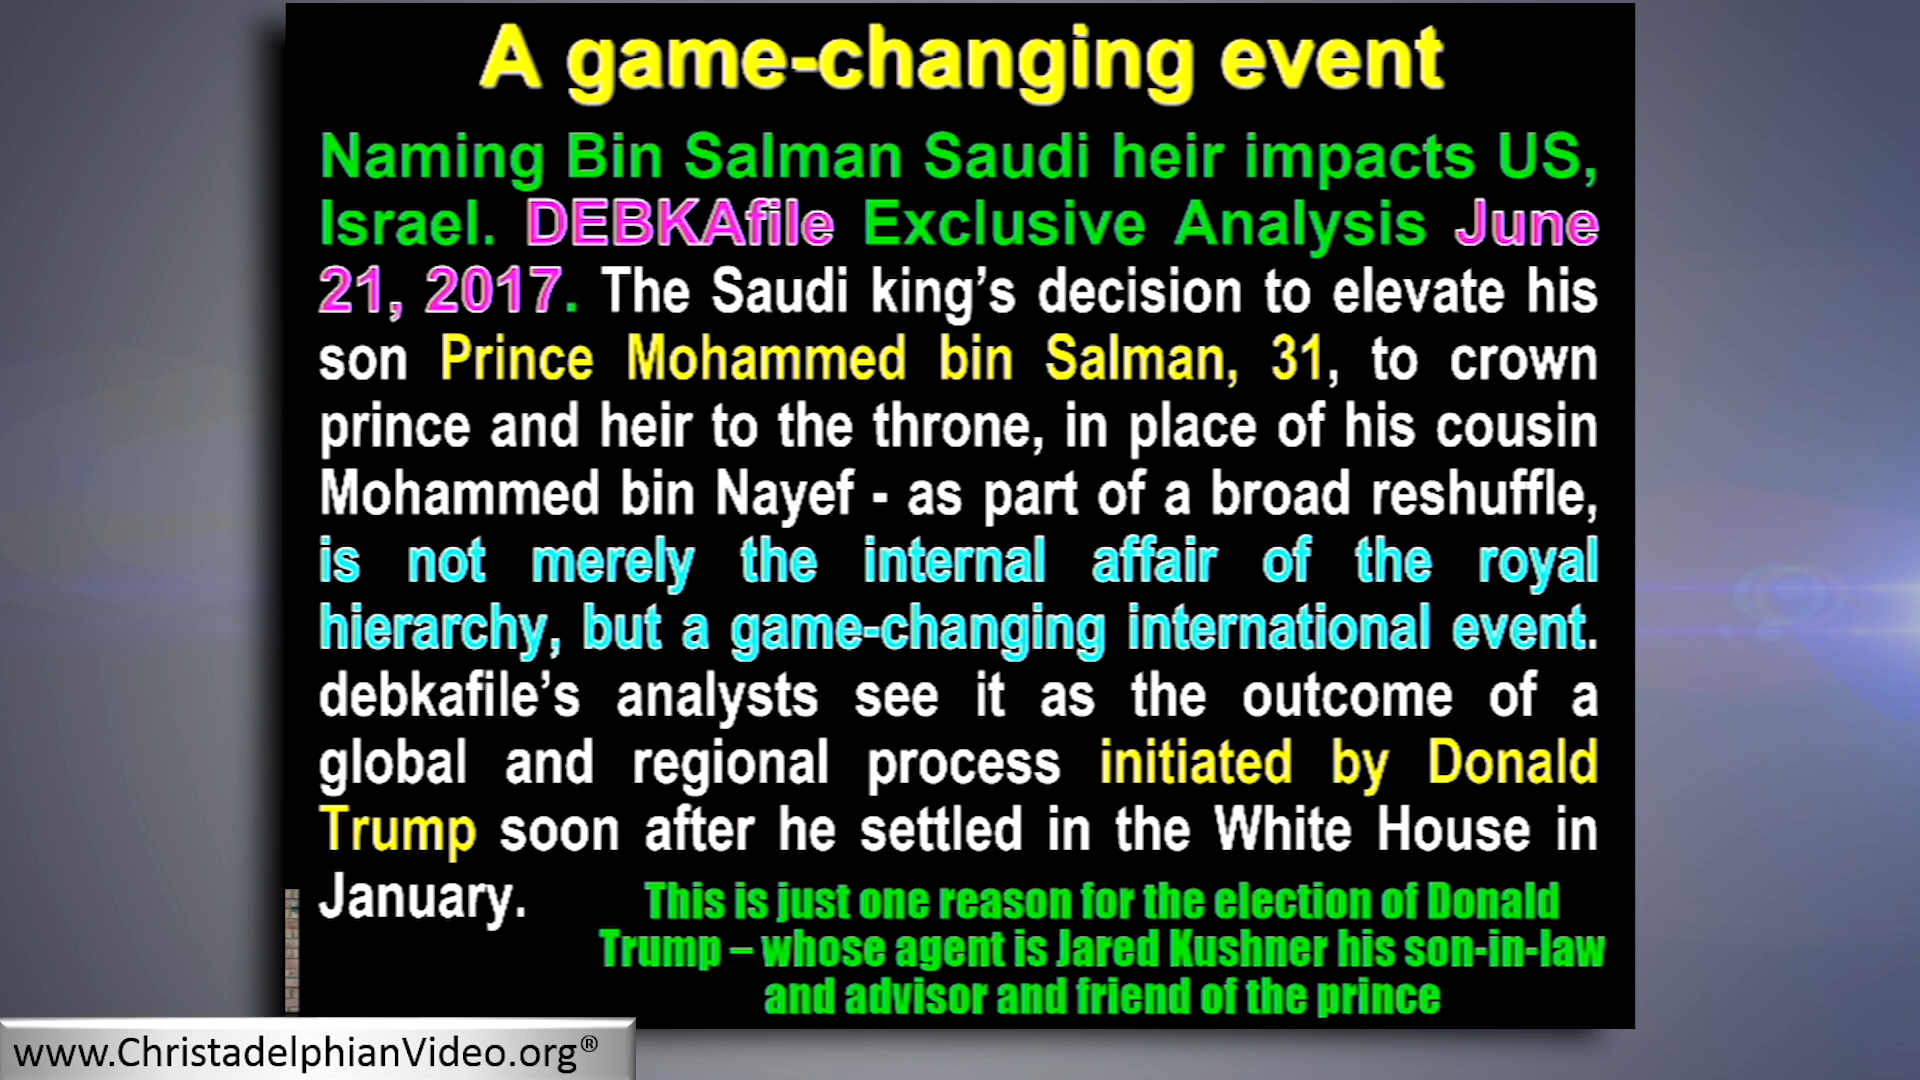 A game-changing event
Naming Bin Salman Saudi heir impacts US,
Israel. DEBKAfile Exclusive Analysis June
21, 2017. The Saudi king’s decision to elevate his
son Prince Mohammed bin Salman, 31, to crown
prince and heir to the throne, in place of his cousin
Mohammed bin Nayef - as part of a broad reshuffle,
is not merely the internal affair of the royal
hierarchy, but a game-changing international event.
debkafile’s analysts see it as the outcome of a
global and regional process initiated by Donald
Trump soon after he settled in the White House in
January.
This is just one reason for the election of Donald
Trump – whose agent is Jared Kushner his son-in-law
and advisor and friend of the prince
www.ChristadelphianVideo.org®